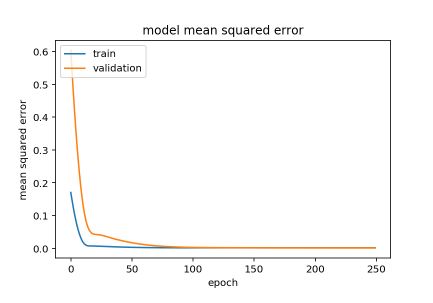 model mean squared error
train
validation
mean squared error
0.6
0.5
0.4
0.3
0.2
0.1
0.0
0 50 100 150 200 250
epoch